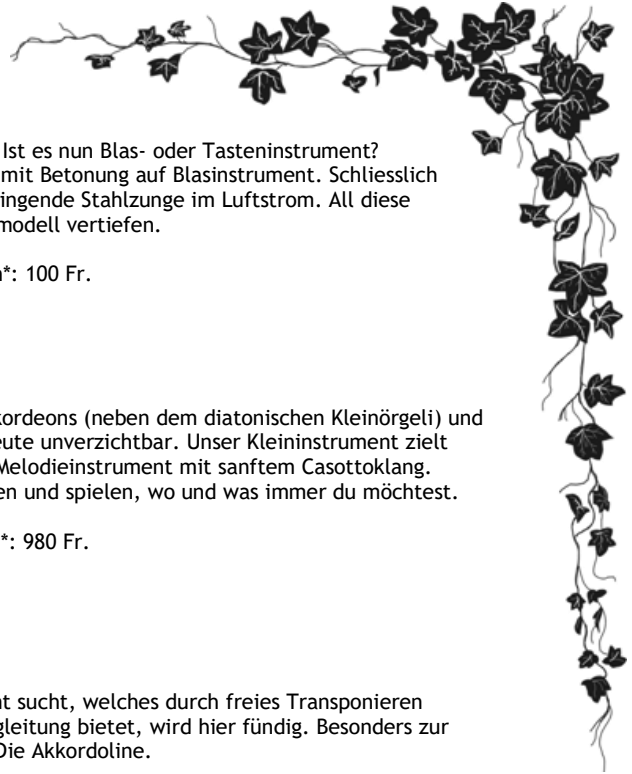 Ist es nun Blas- oder Tasteninstrument?
mit Betonung auf Blasinstrument. Schliesslich
ingende Stahlzunge im Luftstrom. All diese
modell vertiefen.
*: 100 Fr.
kordeons (neben dem diatonischen Kleinörgeli) und
eute unverzichtbar. Unser Kleininstrument zielt
Melodieinstrument mit sanftem Casottoklang.
en und spielen, wo und was immer du möchtest.
*: 980 Fr.
nt sucht, welches durch freies Transponieren
gleitung bietet, wird hier fündig. Besonders zur
Die Akkordoline.